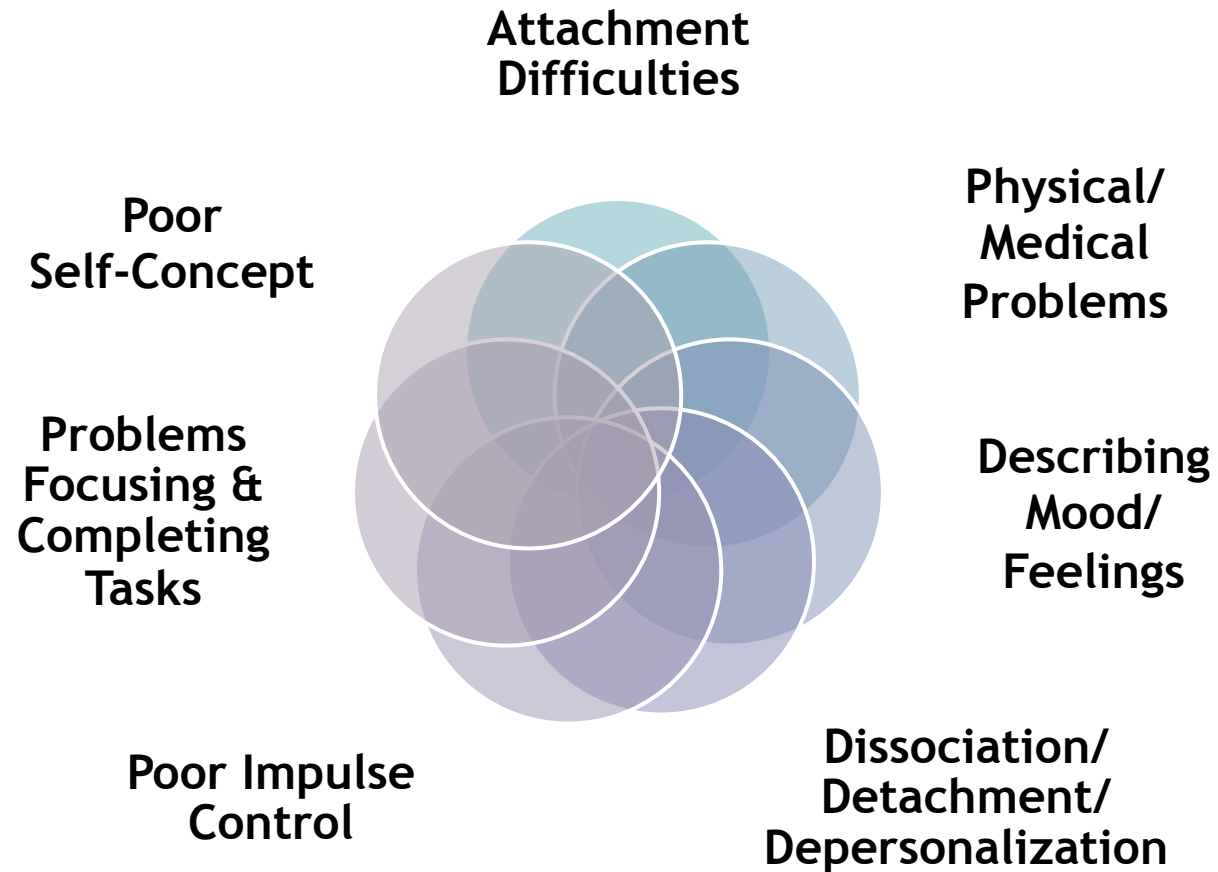 Attachment
Difficulties
Physical/
Medical
Problems
Describing
Mood/
Feelings
Dissociation/
Detachment/
Depersonalization
Poor Impulse
Control
Problems
Focusing &
Completing
Tasks
Poor
Self-Concept